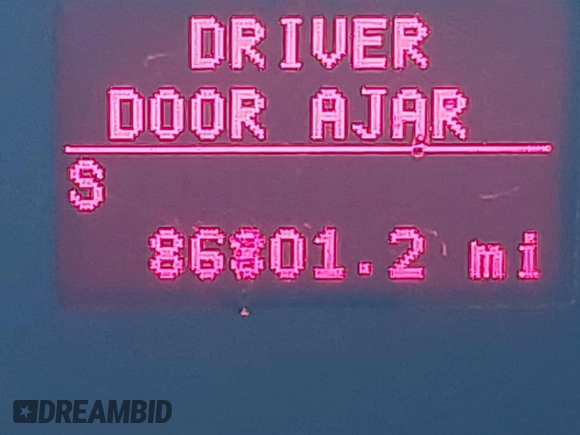 DRIVER
DOOR AJAR
S
86801.2 mi
DREAMBID